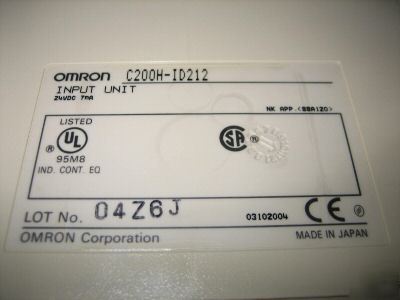 OMRON C200H-ID212
INPUT UNIT
24VDC 7mA
NK APP.(88A120)
LISTED
UL
®
95M8
IND. CONT. EQ
SA
®
LOT No. 04Z6J
03102004
CE
OMRON Corporation
MADE IN JAPAN